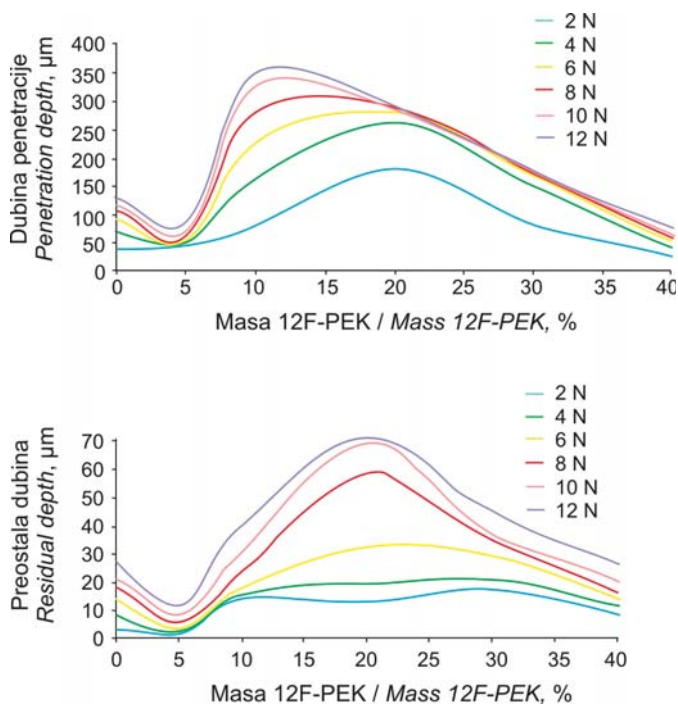 2 N
4 N
6 N
8 N
10 N
12 N
Dubina penetracije
Penetration depth, µm
400
350
300
250
200
150
100
50
0
0 5 10 15 20 25 30 35 40
Masa 12F-PEK / Mass 12F-PEK, %
2 N
4 N
6 N
8 N
10 N
12 N
Preostala dubina
Residual depth, µm
70
60
50
40
30
20
10
0
0 5 10 15 20 25 30 35 40
Masa 12F-PEK / Mass 12F-PEK, %